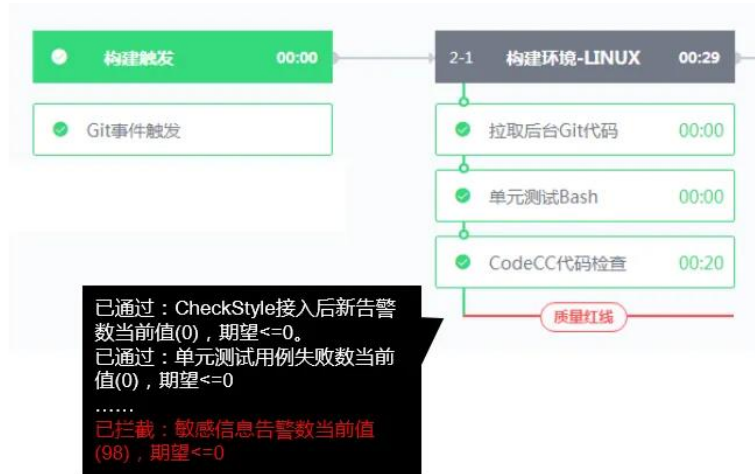 构建触发 00:00
2-1 构建环境-LINUX 00:29
Git事件触发
拉取后台Git代码 00:00
单元测试Bash 00:00
CodeCC代码检查 00:20
质量红线
已通过：CheckStyle接入后新告警
数当前值(0)，期望<=0。
已通过：单元测试用例失败数当前
值(0)，期望<=0
......
已拦截：敏感信息告警数当前值
(98)，期望<=0